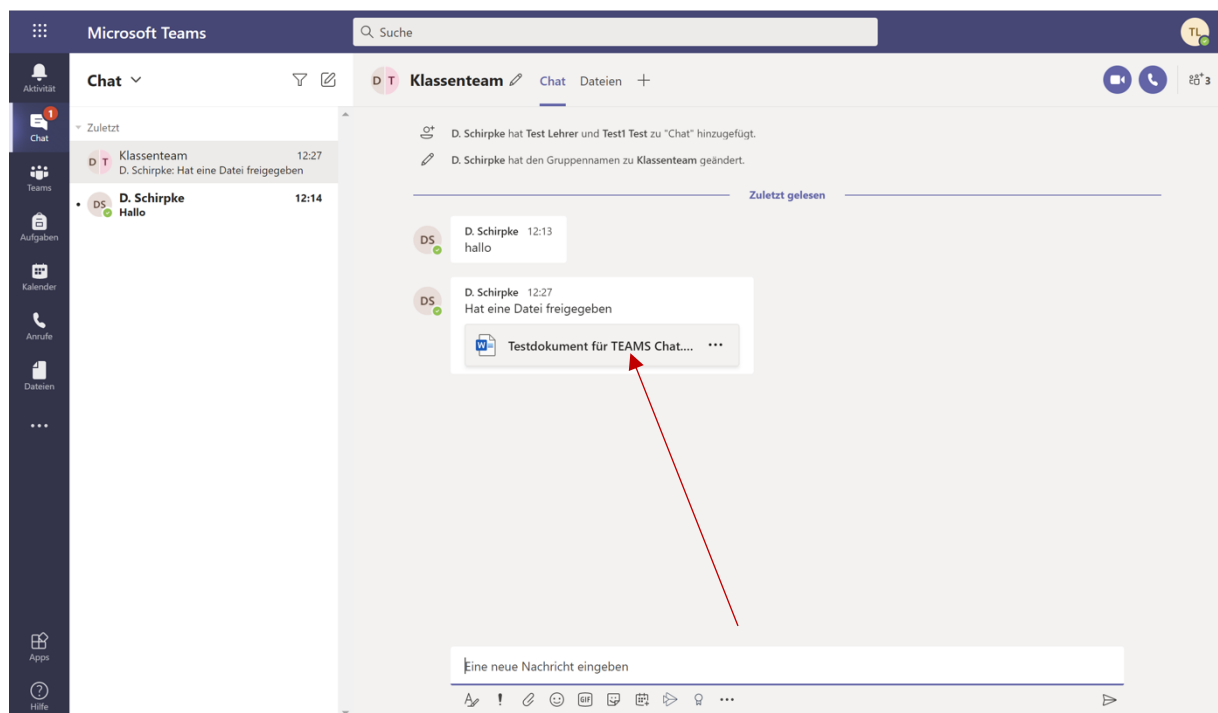 Microsoft Teams
Suche
TL
Aktivität
1
Chat
Teams
Aufgaben
Kalender
Anrufe
Dateien
Apps
Hilfe
Chat
Zuletzt
D T
Klassenteam 12:27
D. Schirpke: Hat eine Datei freigegeben
DS
D. Schirpke 12:14
Hallo
D T Klassenteam Chat Dateien
3
D. Schirpke hat Test Lehrer und Test1 Test zu "Chat" hinzugefügt.
D. Schirpke hat den Gruppennamen zu Klassenteam geändert.
Zuletzt gelesen
DS
D. Schirpke 12:13
hallo
DS
D. Schirpke 12:27
Hat eine Datei freigegeben
W
Testdokument für TEAMS Chat....
Eine neue Nachricht eingeben
GIF